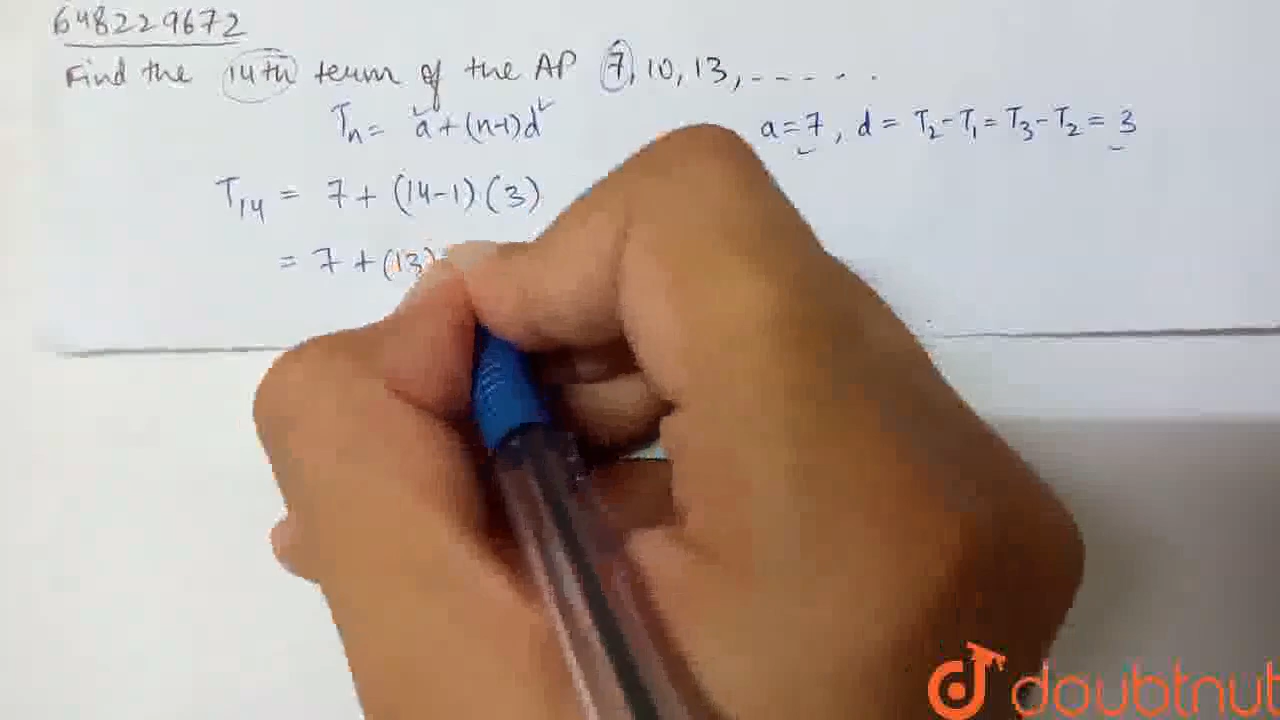 648229672
Find the 14th term of the AP 7, 10, 13, ------
Tn = a + (n-1)d
a = 7, d = T2 - T1 = T3 - T2 = 3
T14 = 7 + (14-1)(3)
= 7 + (13)
doubtnut